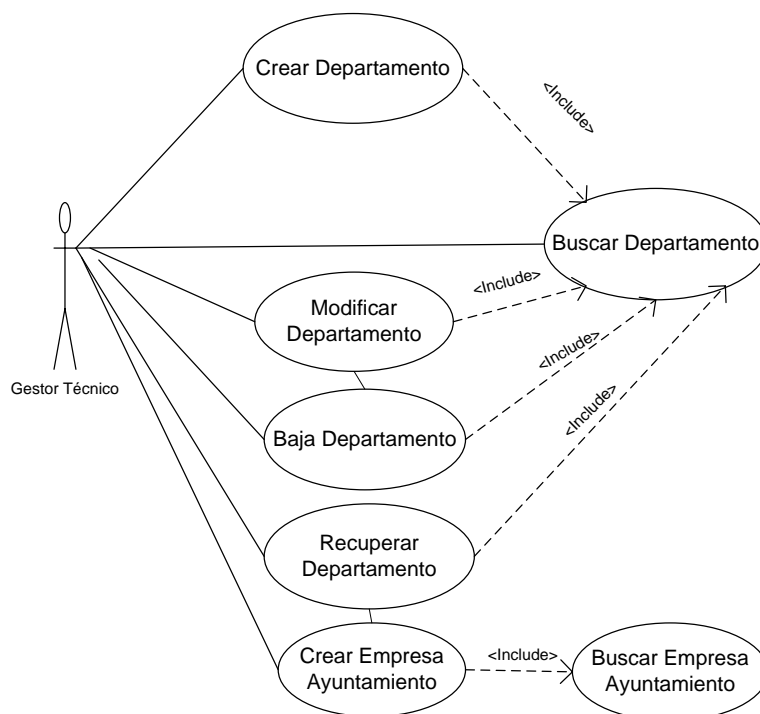 Crear Departamento
<Include>
Buscar Departamento
<Include>
Modificar
Departamento
<Include>
Gestor Técnico
<Include>
Baja Departamento
Recuperar
Departamento
<Include>
Crear Empresa
Ayuntamiento
Buscar Empresa
Ayuntamiento